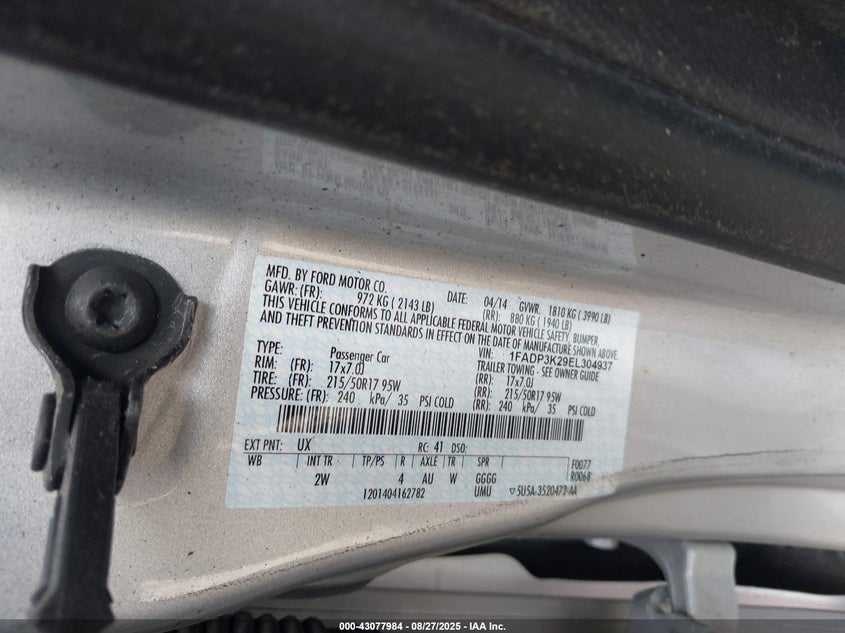 MFD. BY FORD MOTOR CO.
DATE: 04/14 GVWR: 1810 KG ( 3990 LB)
GAWR: (FR): 972 KG ( 2143 LB) (RR): 880 KG ( 1940 LB)
THIS VEHICLE CONFORMS TO ALL APPLICABLE FEDERAL MOTOR VEHICLE SAFETY, BUMPER,
AND THEFT PREVENTION STANDARDS IN EFFECT ON THE DATE OF MANUFACTURE SHOWN ABOVE.
VIN: 1FADP3K29EL304937
TYPE: Passenger Car TRAILER TOWING - SEE OWNER GUIDE
RIM: (FR) 17x7.0J (RR): 17x7.0J
TIRE: (FR) 215/50R17 95W (RR): 215/50R17 95W
PRESSURE: (FR) 240 kPa/ 35 PSI COLD (RR): 240 kPa/ 35 PSI COLD
EXT PNT: UX RC: 41 DSO: F0077
WB INT TR TP/PS R AXLE TR SPR R0068
2W 4 AU W GGGG
1201404162782 UMU ▽5U5A-3520472-AA
000-43077984 - 08/27/2025 - IAA Inc.